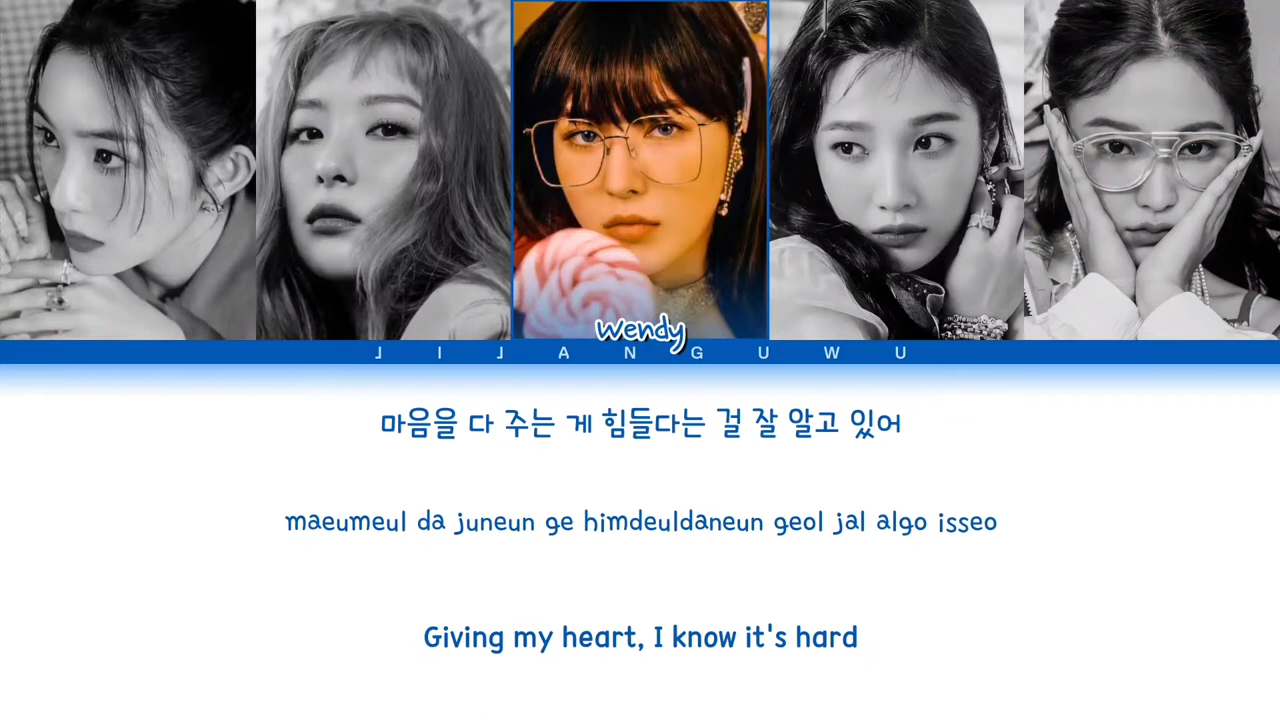 Wendy
JIJANGUWU
마음을 다 주는 게 힘들다는 걸 잘 알고 있어
maeumeul da juneun ge himdeuldaneun geol jal algo isseo
Giving my heart, I know it's hard